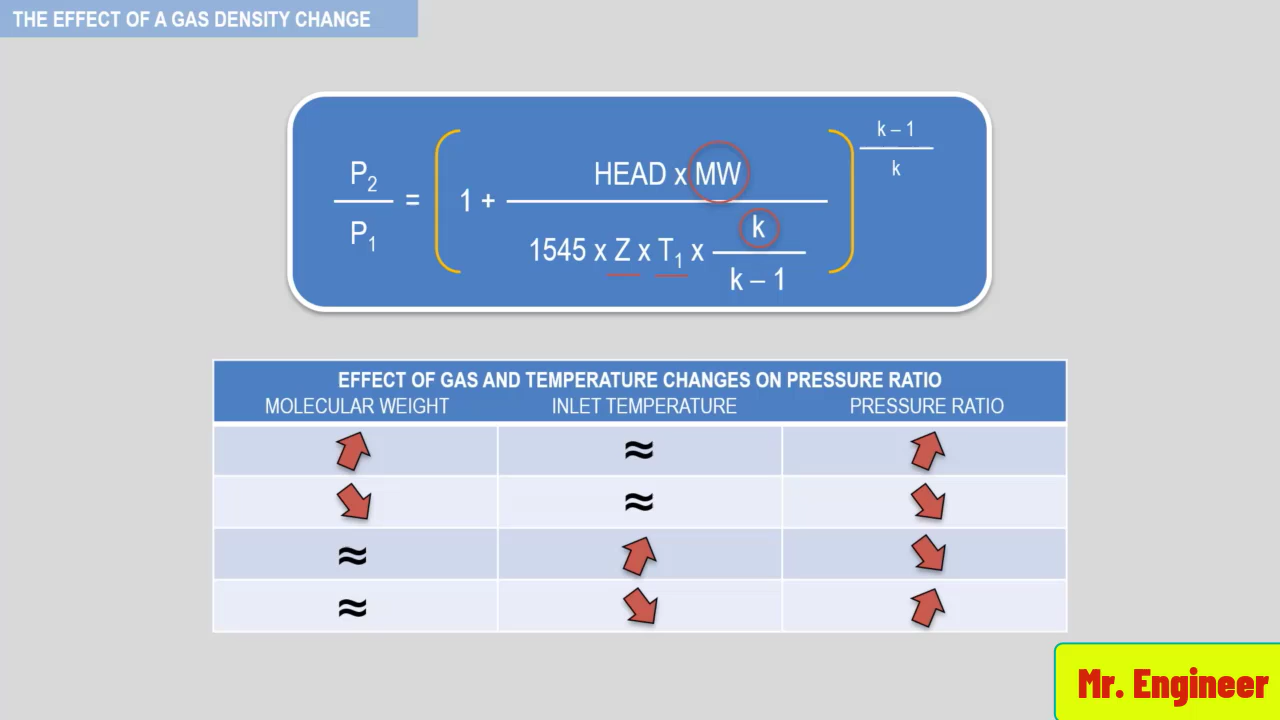 THE EFFECT OF A GAS DENSITY CHANGE
k – 1
k
P2
P1
=
1 +
HEAD x MW
1545 x Z x T1 x
k
k – 1
EFFECT OF GAS AND TEMPERATURE CHANGES ON PRESSURE RATIO
MOLECULAR WEIGHT INLET TEMPERATURE PRESSURE RATIO
≈
≈
≈
≈
Mr. Engineer